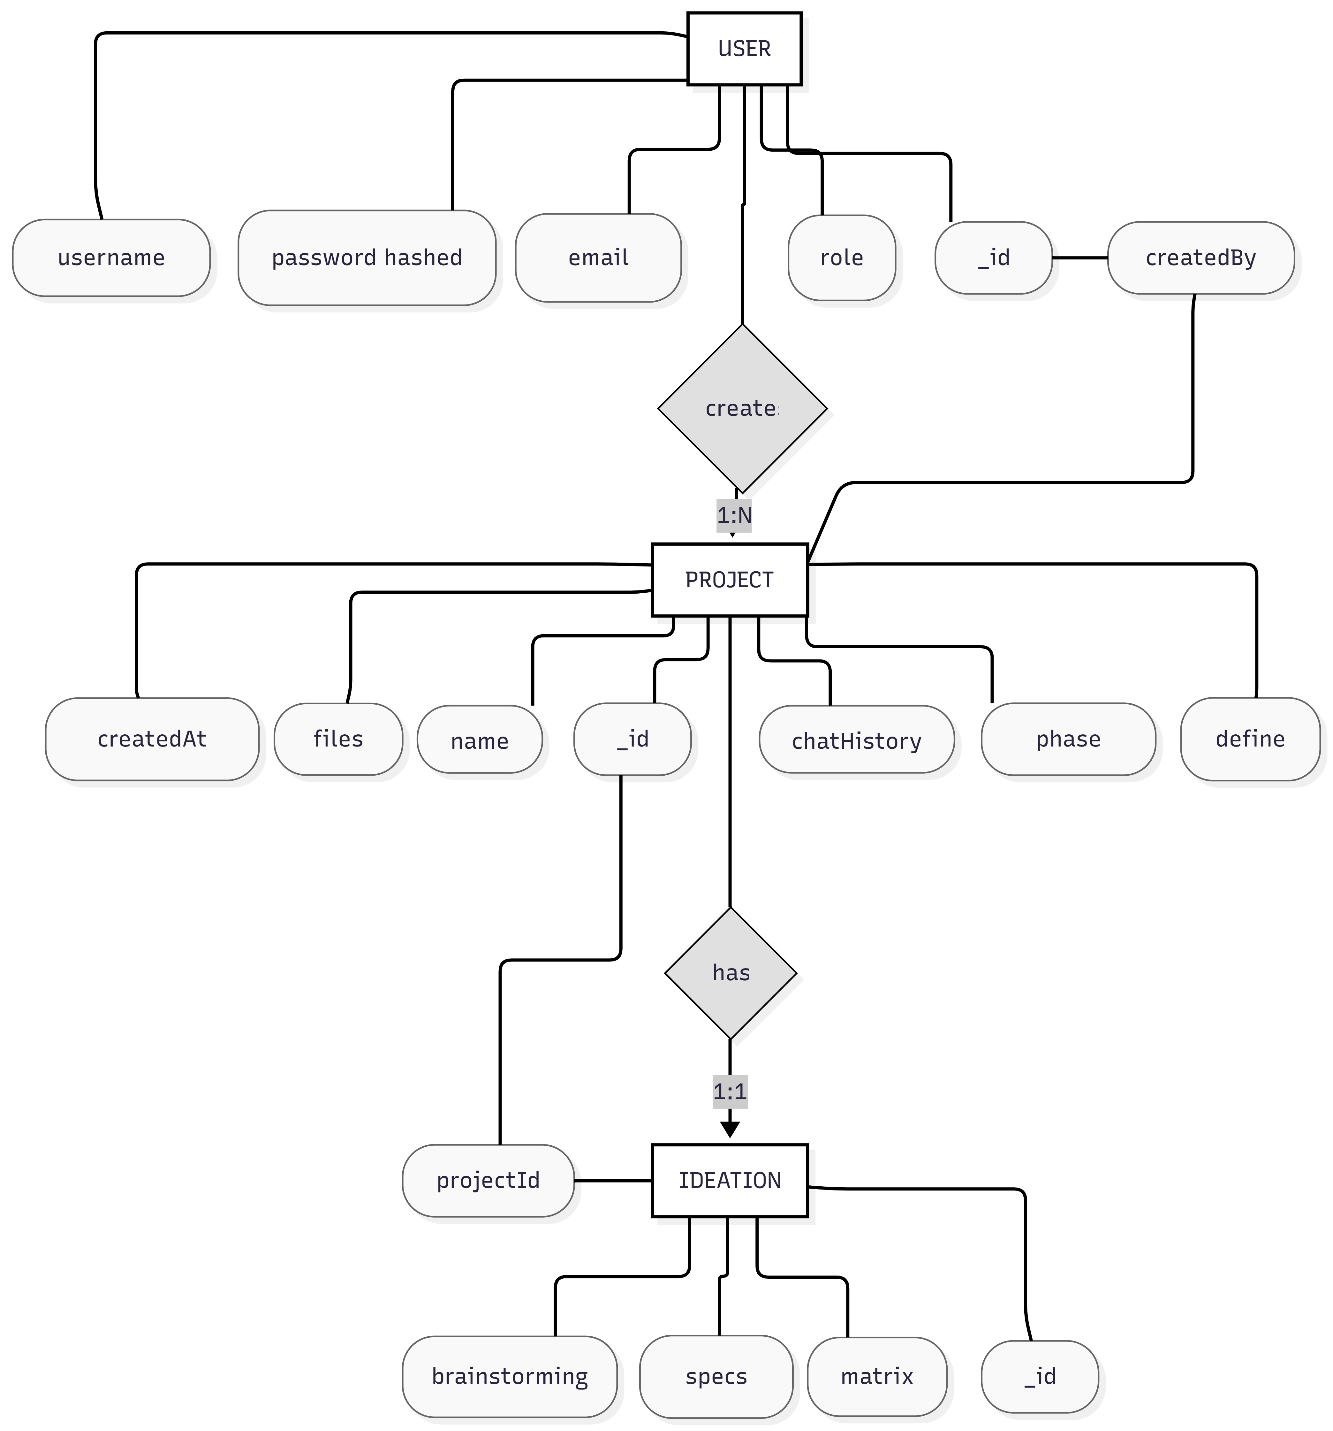 USER
username
password hashed
email
role
_id
createdBy
create
1:N
PROJECT
createdAt
files
name
_id
chatHistory
phase
define
has
1:1
projectId
IDEATION
brainstorming
specs
matrix
_id